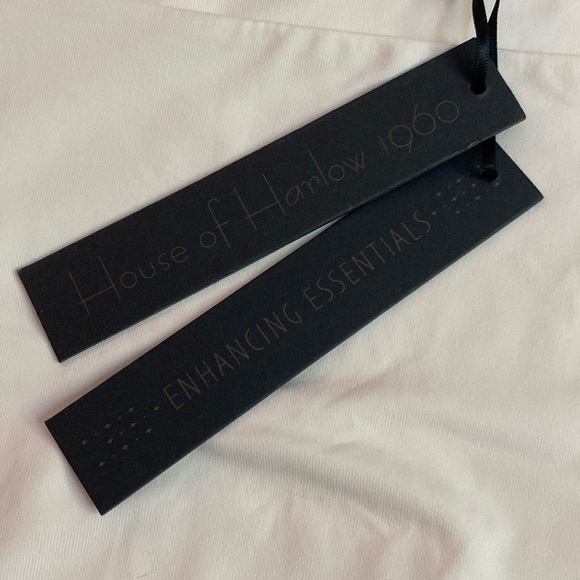 House of Harlow 1960
ENHANCING ESSENTIALS